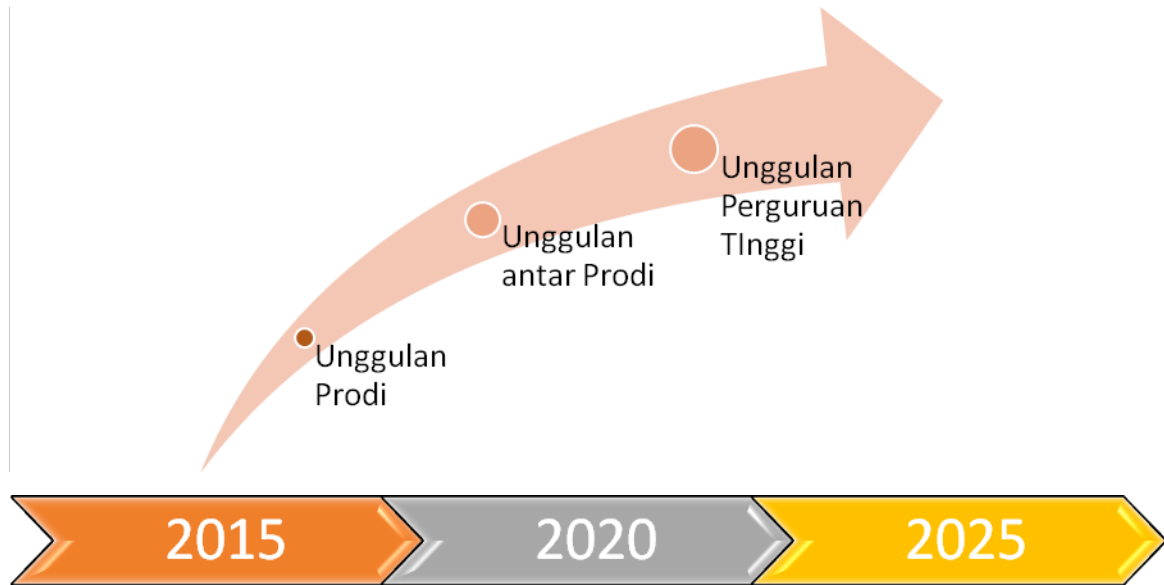 Unggulan
Prodi
Unggulan
antar Prodi
Unggulan
Perguruan
TInggi
2015
2020
2025